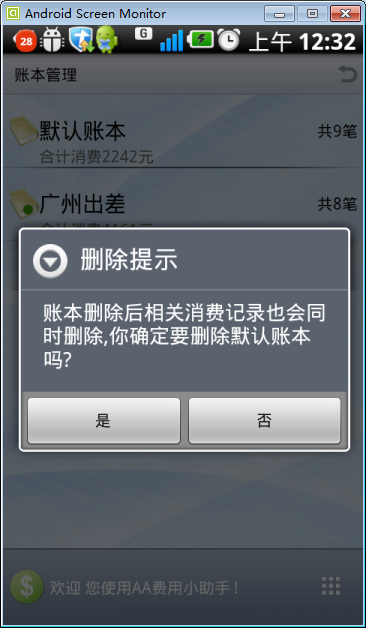 Android Screen Monitor
28
G
上午 12:32
账本管理
默认账本
共9笔
合计消费2242元
广州出差
共8笔
删除提示
账本删除后相关消费记录也会同
时删除,你确定要删除默认账本
吗?
是
否
$
欢迎 您使用AA费用小助手!